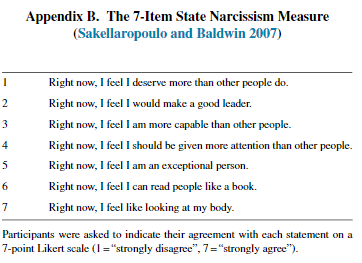 Appendix B. The 7-Item State Narcissism Measure
(Sakellaropoulo and Baldwin 2007)
1 Right now, I feel I deserve more than other people do.
2 Right now, I feel I would make a good leader.
3 Right now, I feel I am more capable than other people.
4 Right now, I feel I should be given more attention than other people.
5 Right now, I feel I am an exceptional person.
6 Right now, I feel I can read people like a book.
7 Right now, I feel like looking at my body.
Participants were asked to indicate their agreement with each statement on a
7-point Likert scale (1 = “strongly disagree”, 7 = “strongly agree”).